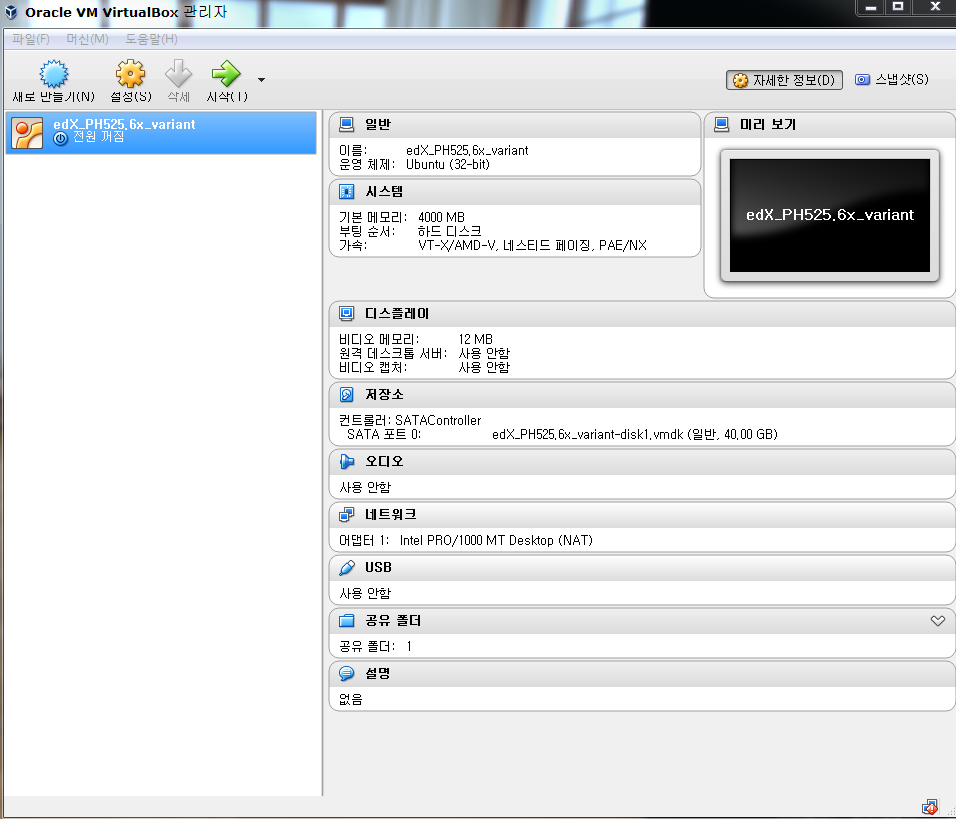 Oracle VM VirtualBox 관리자
파일(F) 머신(M) 도움말(H)
새로 만들기(N) 설정(S) 삭제 시작(T)
자세한 정보(D) 스냅샷(S)
edX_PH525.6x_variant
전원 꺼짐
일반
이름: edX_PH525.6x_variant
운영 체제: Ubuntu (32-bit)
시스템
기본 메모리: 4000 MB
부팅 순서: 하드 디스크
가속: VT-X/AMD-V, 네스티드 페이징, PAE/NX
미리 보기
edX_PH525.6x_variant
디스플레이
비디오 메모리: 12 MB
원격 데스크톱 서버: 사용 안함
비디오 캡처: 사용 안함
저장소
컨트롤러: SATAController
SATA 포트 0: edX_PH525.6x_variant-disk1.vmdk (일반, 40.00 GB)
오디오
사용 안함
네트워크
어댑터 1: Intel PRO/1000 MT Desktop (NAT)
USB
사용 안함
공유 폴더
공유 폴더: 1
설명
없음